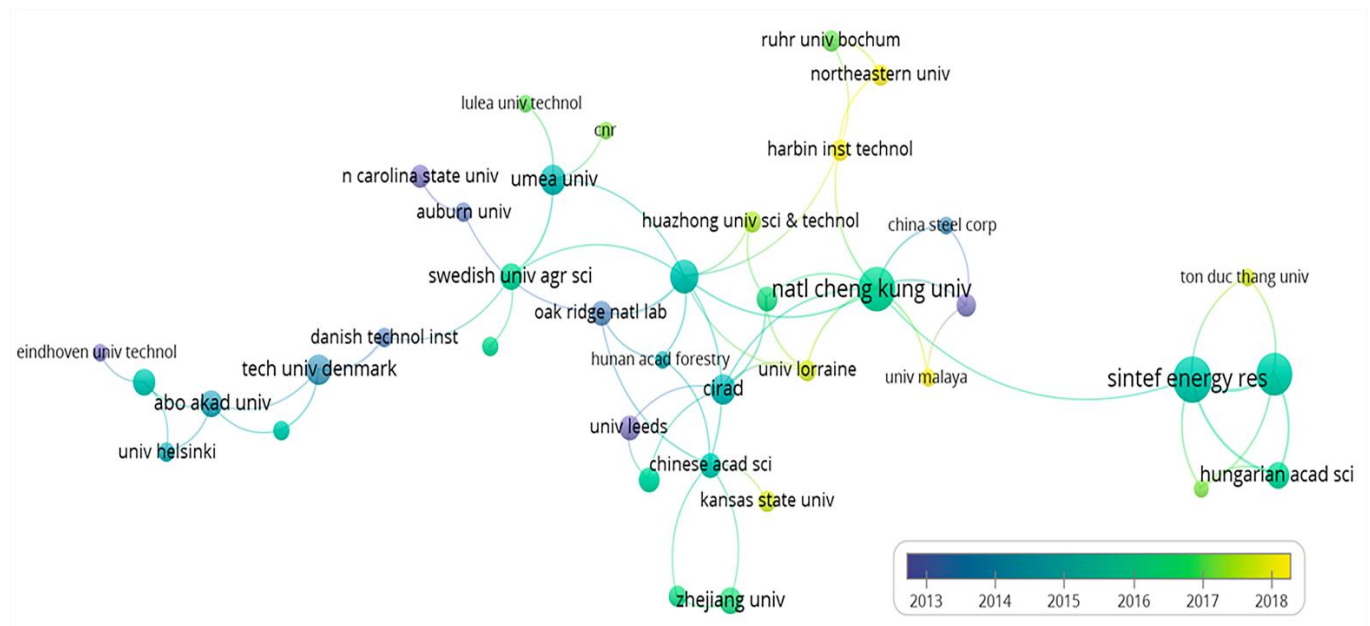 ruhr univ bochum
northeastern univ
lulea univ technol
cnr
harbin inst technol
n carolina state univ
umea univ
auburn univ
huazhong univ sci & technol
china steel corp
swedish univ agr sci
natl cheng kung univ
ton duc thang univ
oak ridge natl lab
danish technol inst
eindhoven univ technol
hunan acad forestry
tech univ denmark
univ lorraine
univ malaya
sintef energy res
cirad
abo akad univ
univ leeds
univ helsinki
chinese acad sci
hungarian acad sci
kansas state univ
zhejiang univ
2013 2014 2015 2016 2017 2018